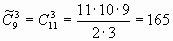 C̃₉³ = C₁₁³ = (11·10·9)/(2·3) = 165